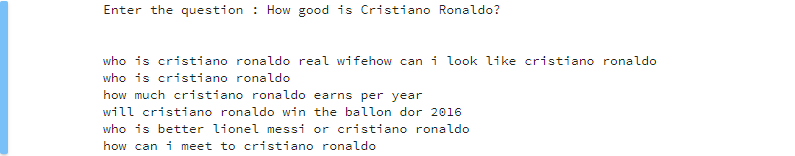 Enter the question : How good is Cristiano Ronaldo?
who is cristiano ronaldo real wifehow can i look like cristiano ronaldo
who is cristiano ronaldo
how much cristiano ronaldo earns per year
will cristiano ronaldo win the ballon dor 2016
who is better lionel messi or cristiano ronaldo
how can i meet to cristiano ronaldo